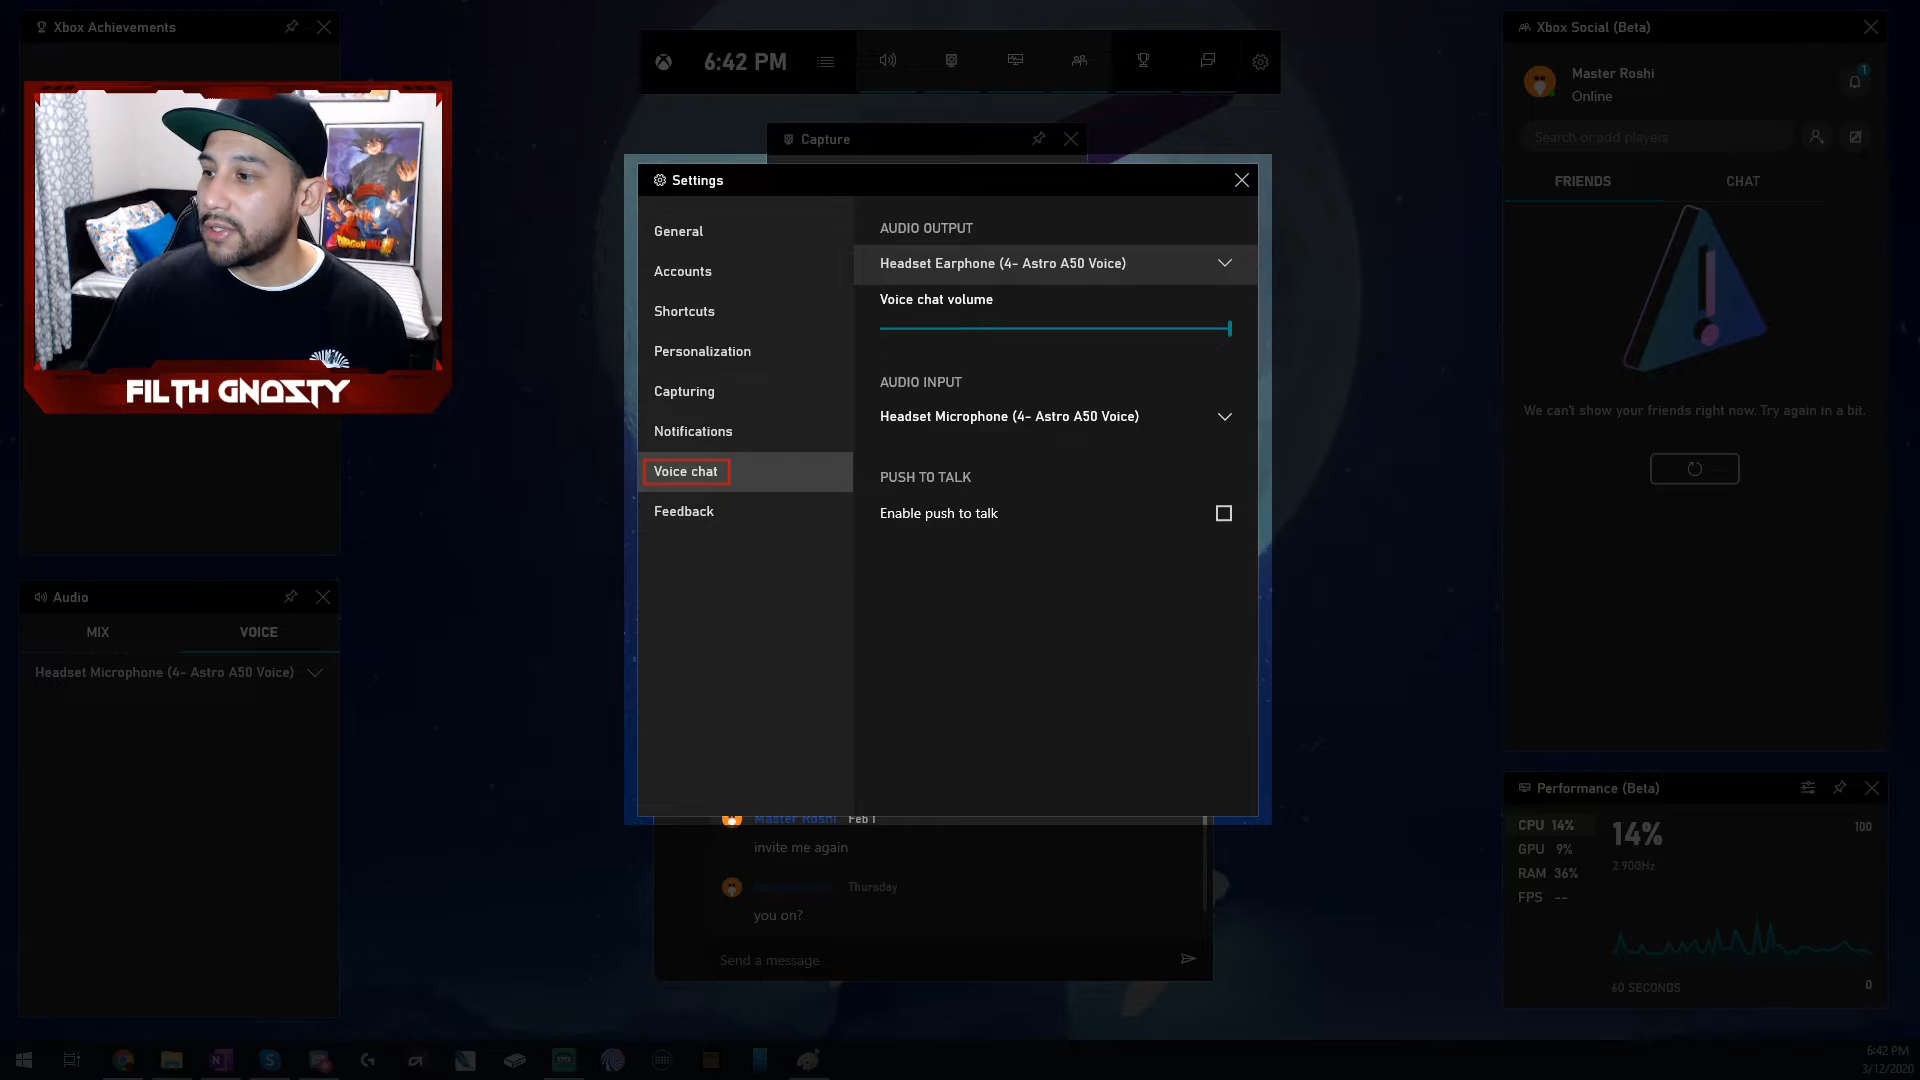 Xbox Achievements
FILTH GNOSTY
DRAGON BALL
Audio
MIX
VOICE
Headset Microphone (4- Astro A50 Voice)
6:42 PM
Capture
Settings
General
Accounts
Shortcuts
Personalization
Capturing
Notifications
Voice chat
Feedback
AUDIO OUTPUT
Headset Earphone (4- Astro A50 Voice)
Voice chat volume
AUDIO INPUT
Headset Microphone (4- Astro A50 Voice)
PUSH TO TALK
Enable push to talk
Master Roshi Feb 1
invite me again
Thursday
you on?
Send a message
Xbox Social (Beta)
Master Roshi
1
Online
Search or add players
FRIENDS
CHAT
We can't show your friends right now. Try again in a bit.
Performance (Beta)
CPU 14%
GPU 9%
RAM 36%
FPS --
14%
2.90GHz
100
60 SECONDS
0
6:42 PM
3/12/2020